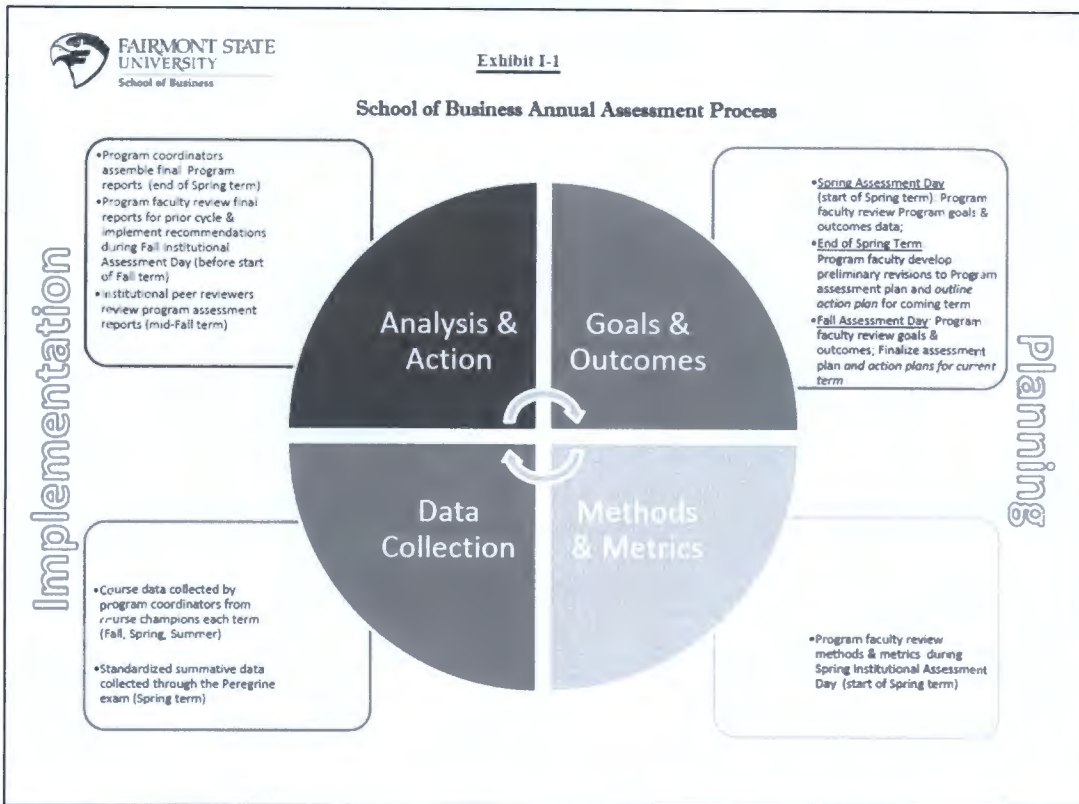 FAIRMONT STATE
UNIVERSITY
School of Business
Exhibit I-1
School of Business Annual Assessment Process
•Program coordinators
assemble final Program
reports (end of Spring term)
•Program faculty review final
reports for prior cycle &
implement recommendations
during Fall Institutional
Assessment Day (before start
of Fall term)
•Institutional peer reviewers
review program assessment
reports (mid-Fall term)
•Spring Assessment Day
(start of Spring term): Program
faculty review Program goals &
outcomes data;
•End of Spring Term
Program faculty develop
preliminary revisions to Program
assessment plan and outline
action plan for coming term
•Fall Assessment Day: Program
faculty review goals &
outcomes; Finalize assessment
plan and action plans for current
term
Implementation
Analysis &
Action
Goals &
Outcomes
Planning
Data
Collection
Methods
& Metrics
•Course data collected by
program coordinators from
course champions each term
(Fall, Spring, Summer)
•Standardized summative data
collected through the Peregrine
exam (Spring term)
•Program faculty review
methods & metrics during
Spring Institutional Assessment
Day (start of Spring term)